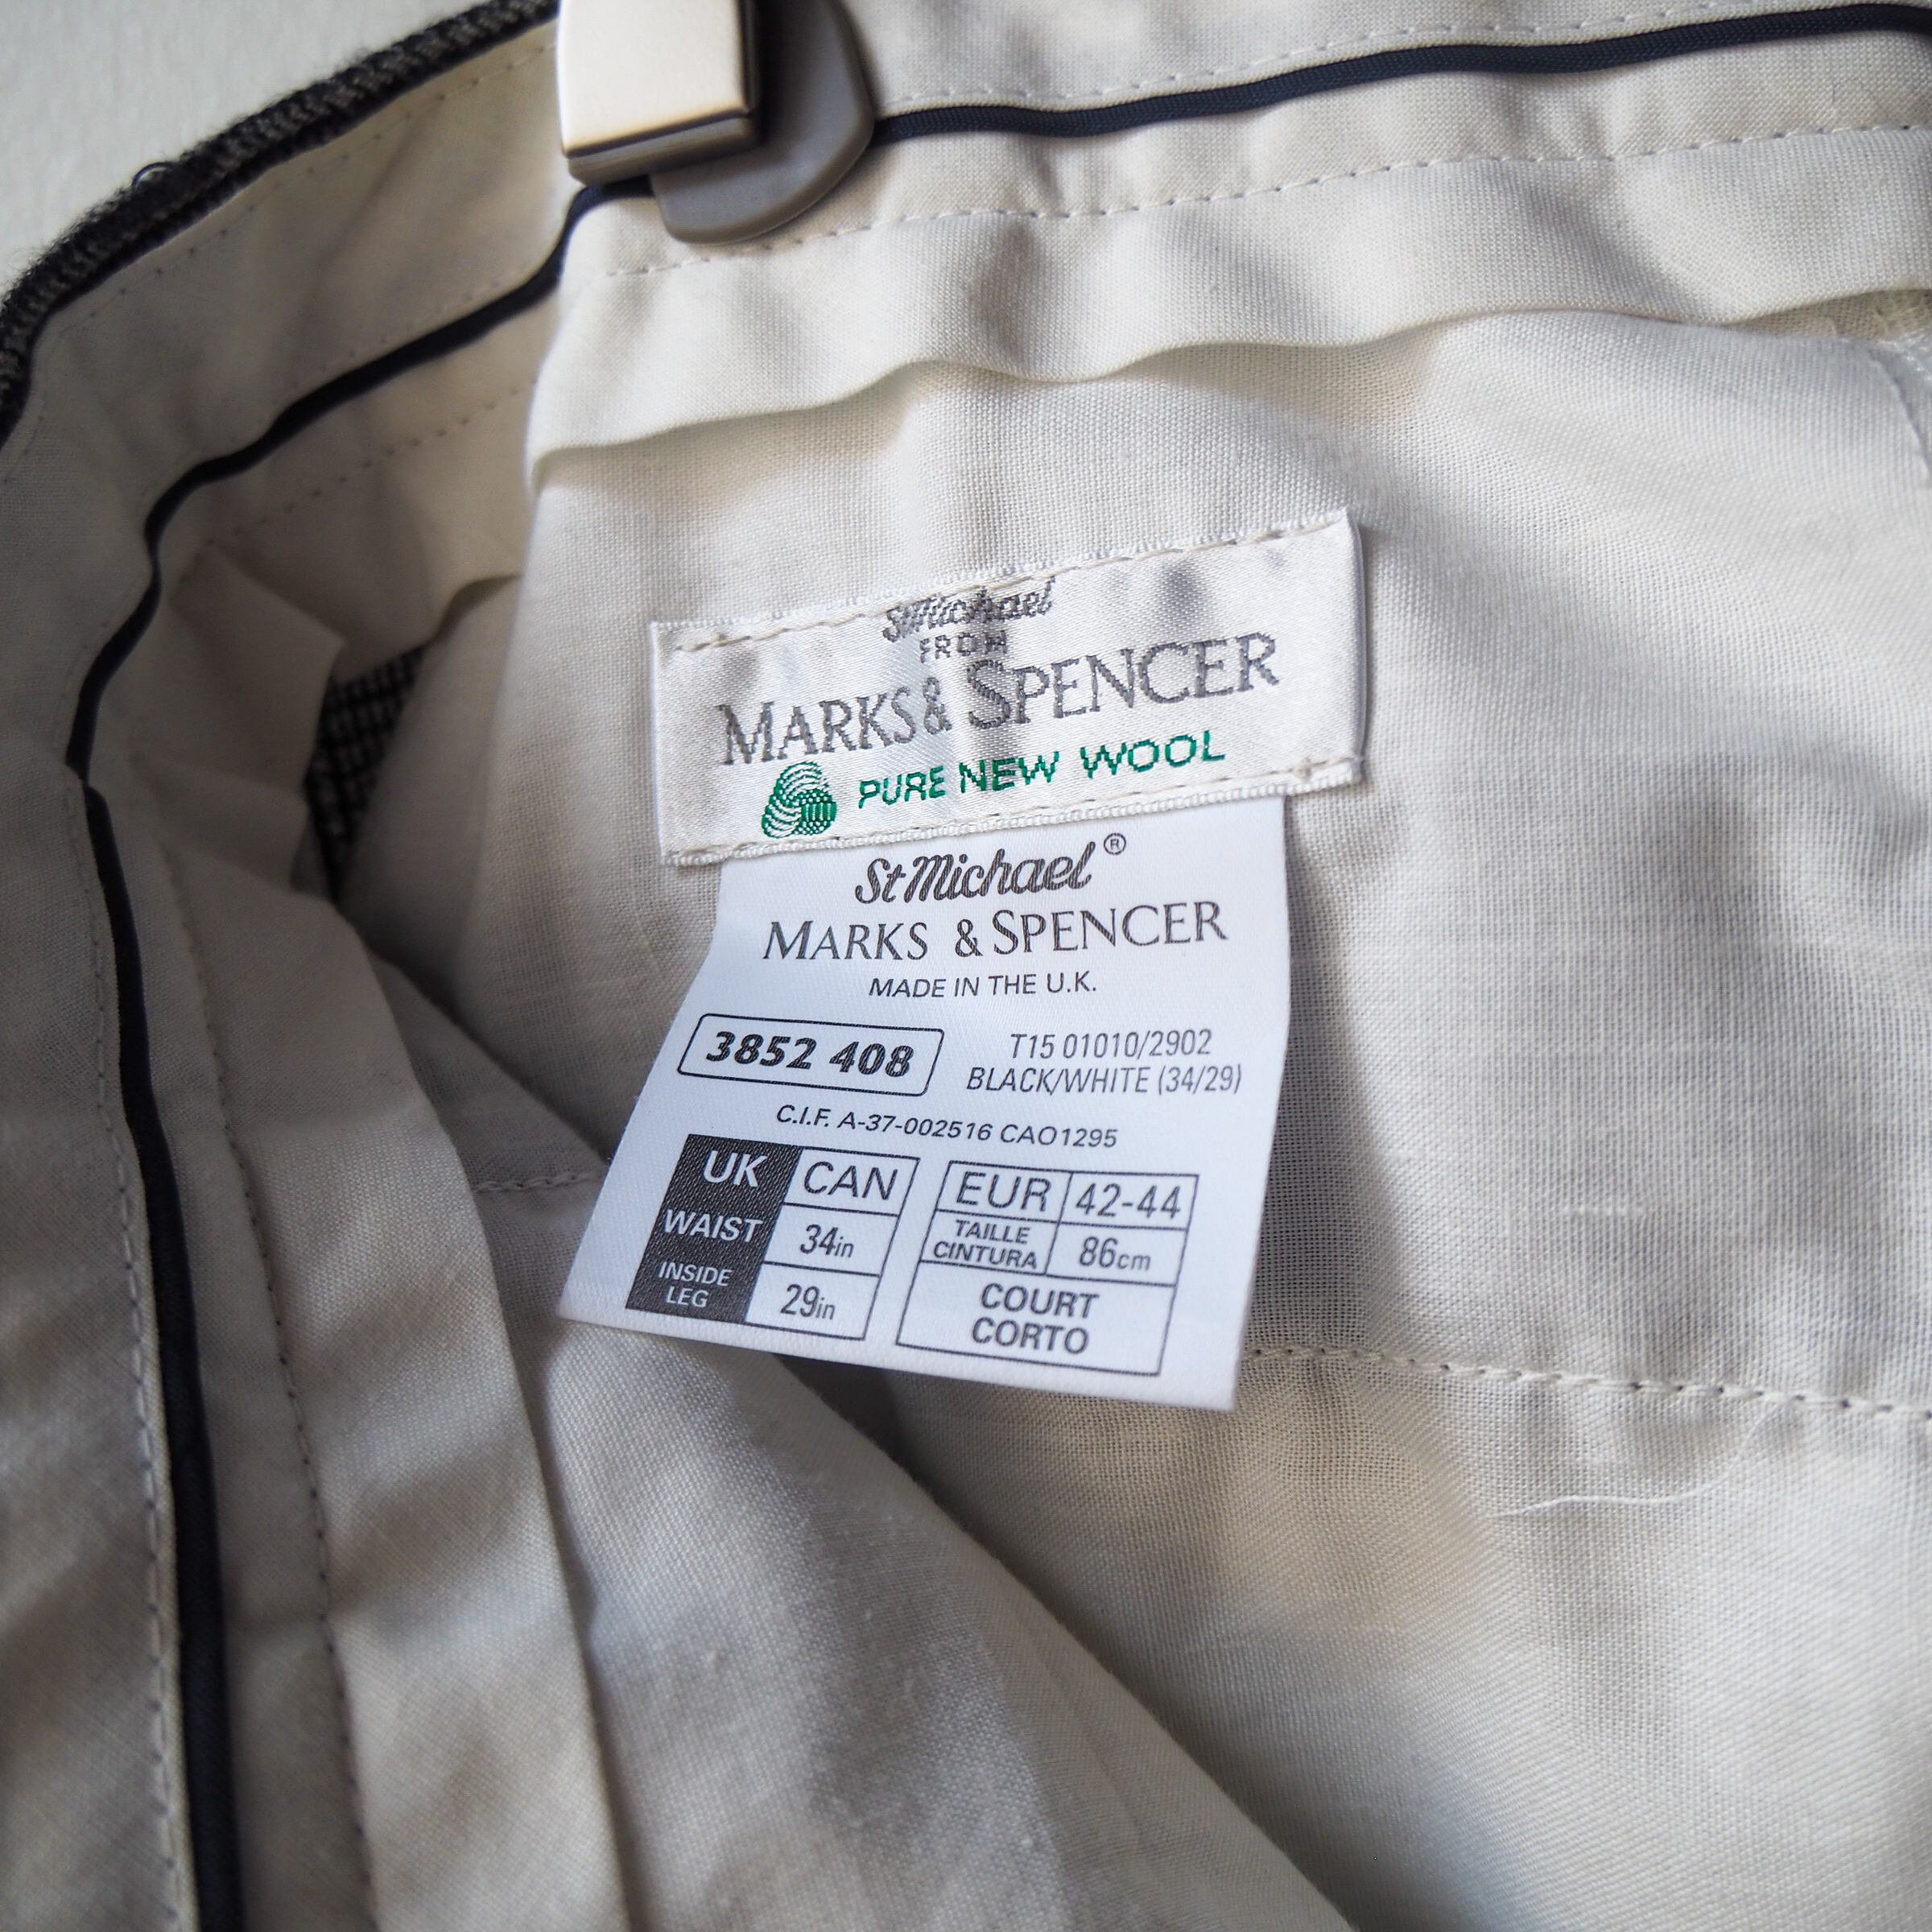 St Michael
FROM
MARKS & SPENCER
PURE NEW WOOL
St Michael®
MARKS & SPENCER
MADE IN THE U.K.
3852 408
T15 01010/2902
BLACK/WHITE (34/29)
C.I.F. A-37-002516 CAO1295
UK CAN
WAIST 34in
INSIDE LEG 29in
EUR 42-44
TAILLE CINTURA 86cm
COURT
CORTO